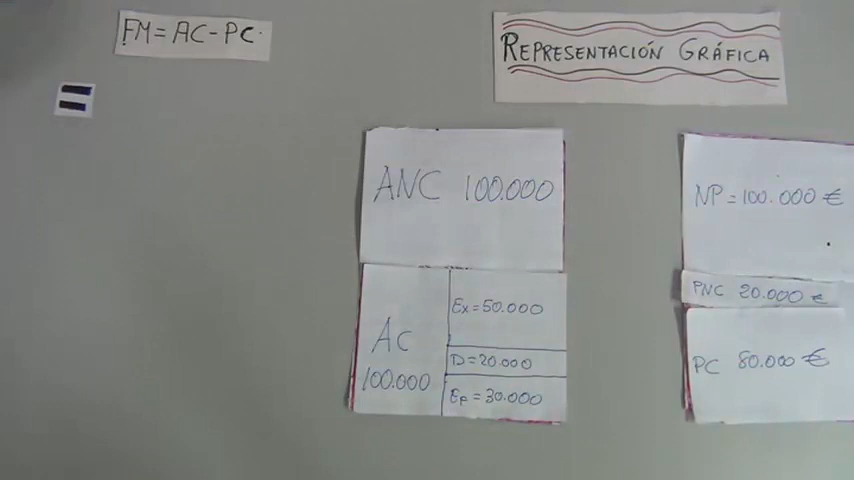 FM=AC-PC
REPRESENTACIÓN GRÁFICA
=
ANC 100.000
AC
100.000
Ex=50.000
D=20.000
Ef=30.000
NP=100.000 €
PNC 20.000 €
PC 80.000 €